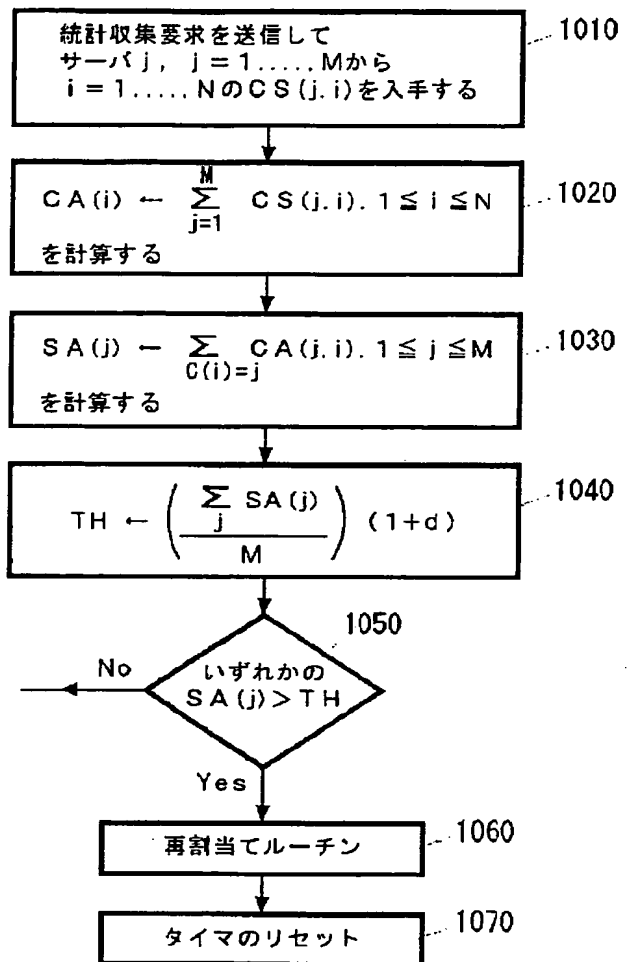 統計収集要求を送信して
サーバj, j=1.....Mから
i=1.....NのCS(j.i)を入手する
1010
CA(i) ← M∑j=1 CS(j.i). 1≦i≦N
を計算する
1020
SA(j) ← ∑C(i)=j CA(j.i). 1≦j≦M
を計算する
1030
TH ← (∑j SA(j) / M) (1+d)
1040
1050
いずれかの
SA(j)>TH
No
Yes
再割当てルーチン
1060
タイマのリセット
1070